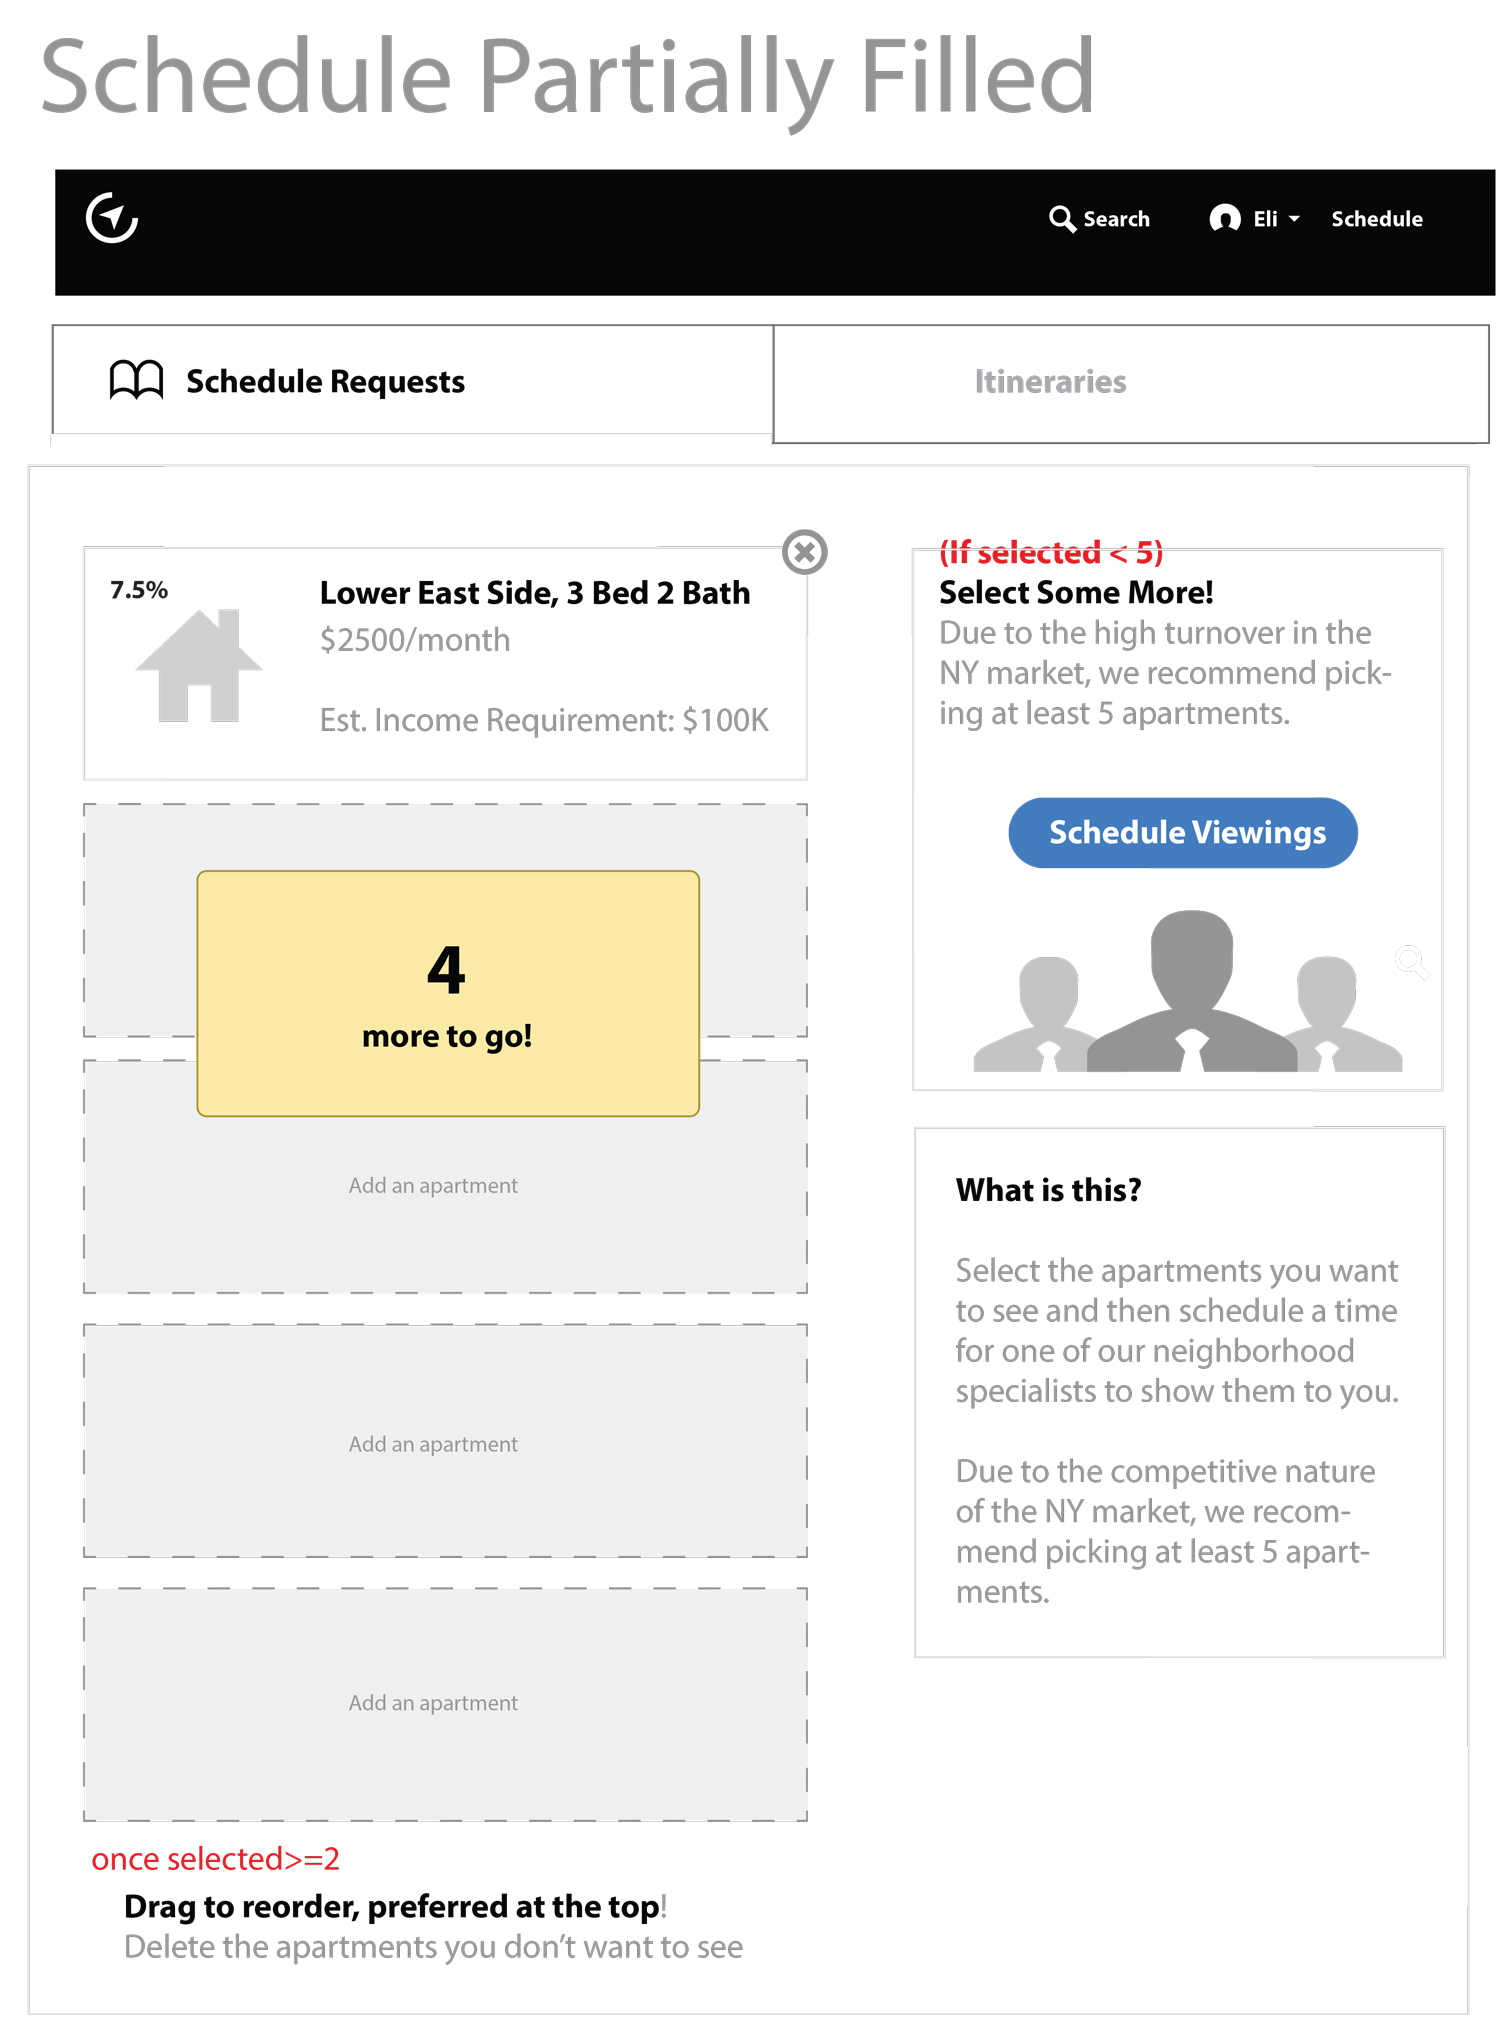 Schedule Partially Filled
Search
Eli
Schedule
Schedule Requests
Itineraries
7.5%
Lower East Side, 3 Bed 2 Bath
$2500/month
Est. Income Requirement: $100K
4
more to go!
Add an apartment
Add an apartment
Add an apartment
once selected>=2
Drag to reorder, preferred at the top!
Delete the apartments you don't want to see
(If selected < 5)
Select Some More!
Due to the high turnover in the
NY market, we recommend pick-
ing at least 5 apartments.
Schedule Viewings
What is this?
Select the apartments you want
to see and then schedule a time
for one of our neighborhood
specialists to show them to you.
Due to the competitive nature
of the NY market, we recom-
mend picking at least 5 apart-
ments.